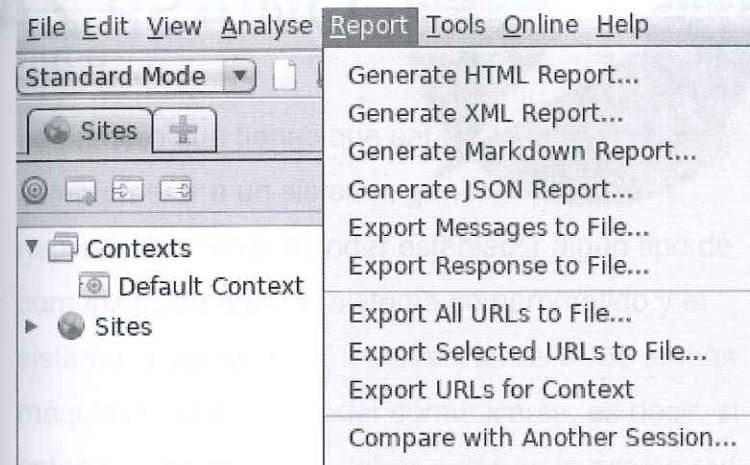 File Edit View Analyse Report Tools Online Help
Standard Mode
Sites
Contexts
Default Context
Sites
Generate HTML Report...
Generate XML Report...
Generate Markdown Report...
Generate JSON Report...
Export Messages to File...
Export Response to File...
Export All URLs to File...
Export Selected URLs to File...
Export URLs for Context
Compare with Another Session...